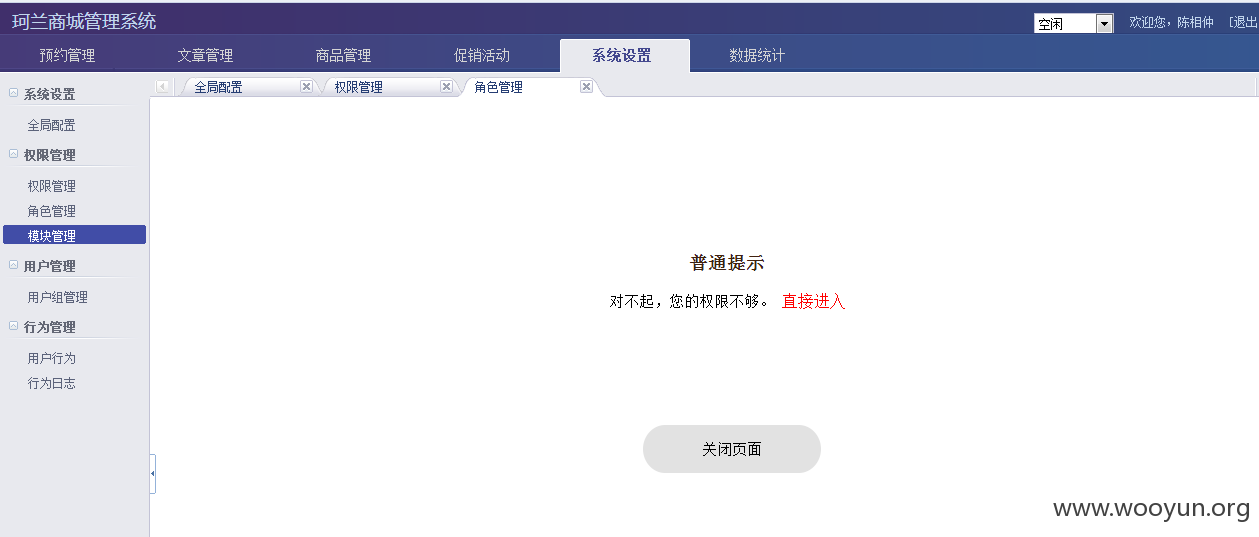 珂兰商城管理系统
空闲 欢迎您，陈相仲 [退出
预约管理 文章管理 商品管理 促销活动 系统设置 数据统计
全局配置 权限管理 角色管理
系统设置
全局配置
权限管理
权限管理
角色管理
模块管理
用户管理
用户组管理
行为管理
用户行为
行为日志
普通提示
对不起，您的权限不够。 直接进入
关闭页面
www.wooyun.org